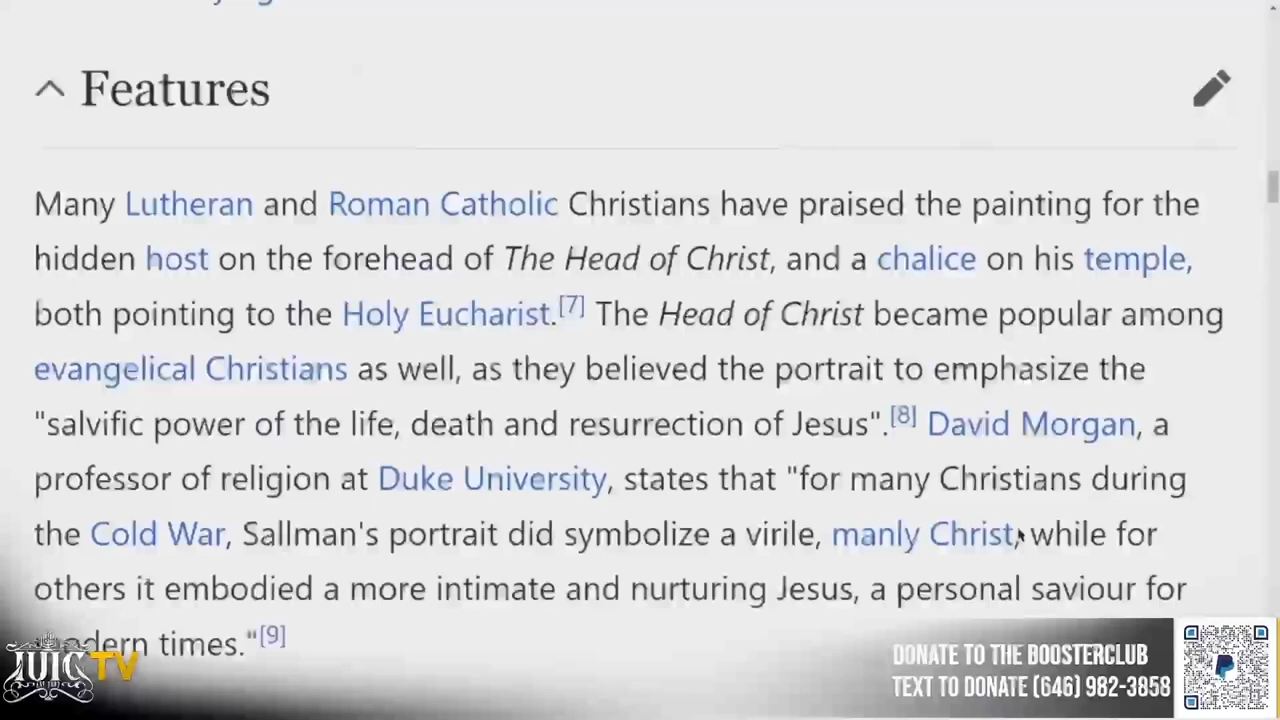 Features
Many Lutheran and Roman Catholic Christians have praised the painting for the
hidden host on the forehead of The Head of Christ, and a chalice on his temple,
both pointing to the Holy Eucharist.[7] The Head of Christ became popular among
evangelical Christians as well, as they believed the portrait to emphasize the
"salvific power of the life, death and resurrection of Jesus".[8] David Morgan, a
professor of religion at Duke University, states that "for many Christians during
the Cold War, Sallman's portrait did symbolize a virile, manly Christ, while for
others it embodied a more intimate and nurturing Jesus, a personal saviour for
modern times."[9]
IUIC TV
DONATE TO THE BOOSTERCLUB
TEXT TO DONATE (646) 982-3858